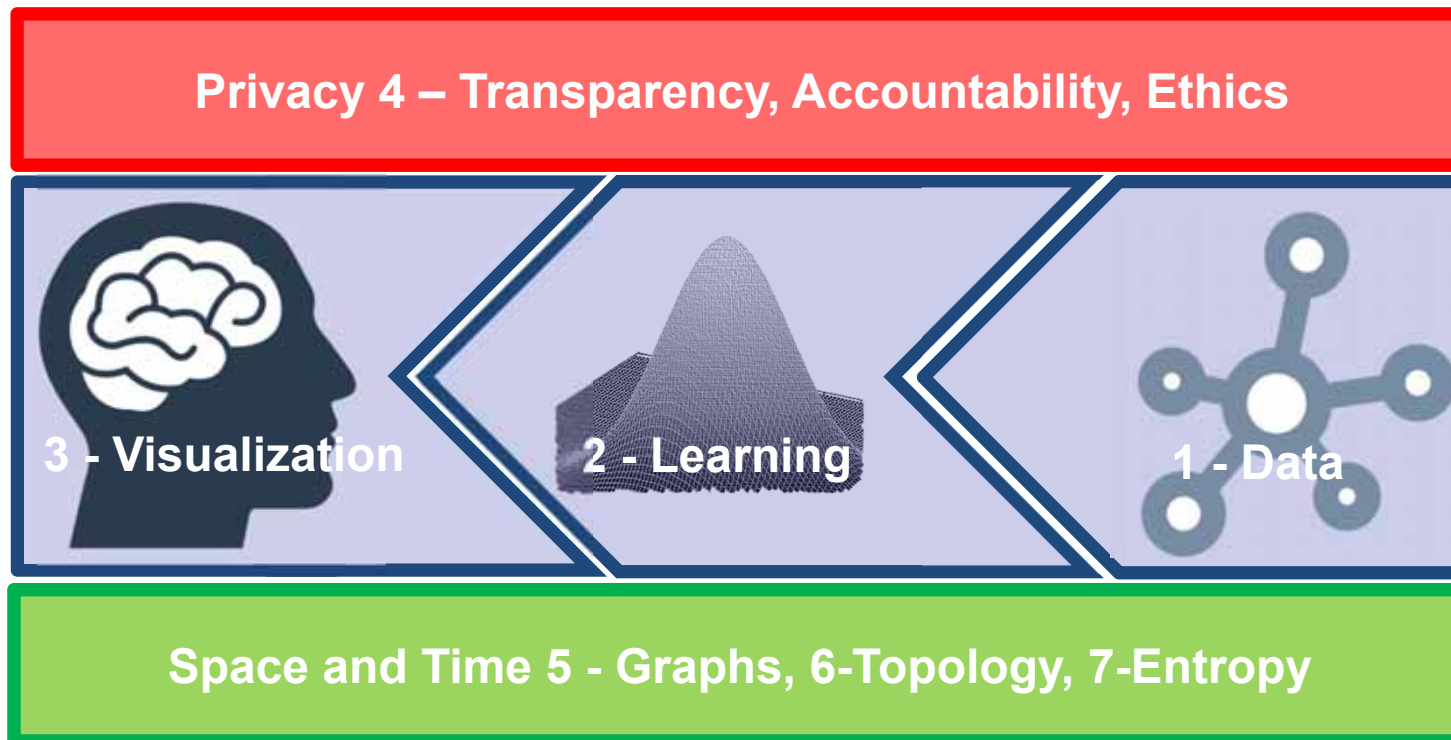 Privacy 4 – Transparency, Accountability, Ethics
3 - Visualization
2 - Learning
1 - Data
Space and Time 5 - Graphs, 6-Topology, 7-Entropy